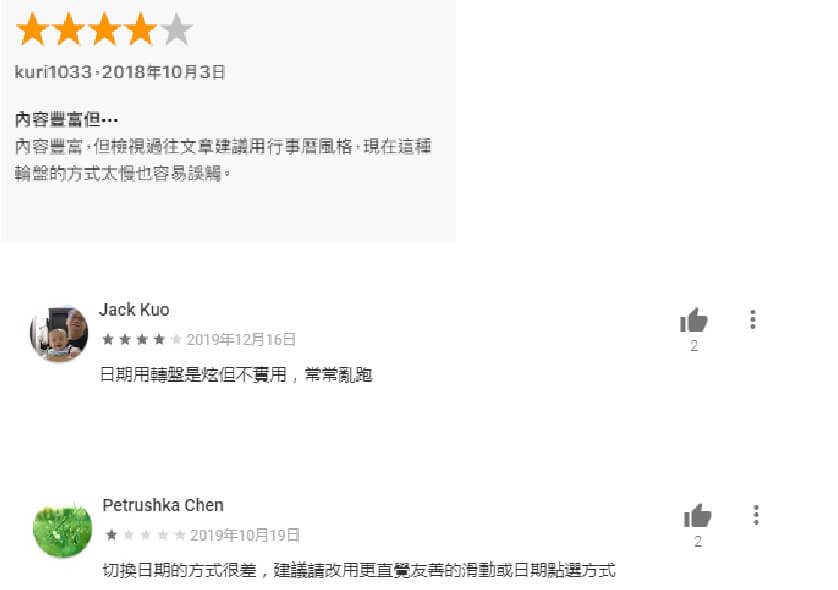 kuri1033，2018年10月3日
內容豐富但…
內容豐富，但檢視過往文章建議用行事曆風格，現在這種
輪盤的方式太慢也容易誤觸。
Jack Kuo
2019年12月16日
2
日期用轉盤是炫但不實用，常常亂跑
Petrushka Chen
2019年10月19日
2
切換日期的方式很差，建議請改用更直覺友善的滑動或日期點選方式